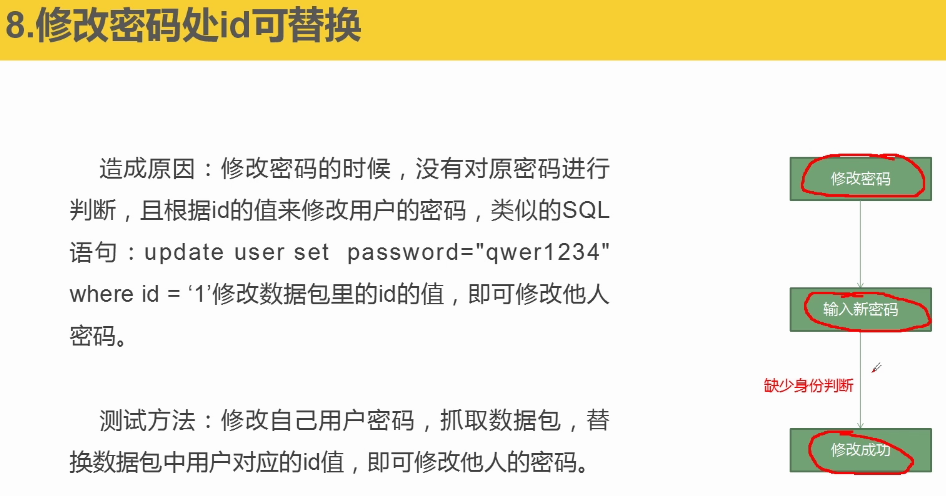 8.修改密码处id可替换
造成原因：修改密码的时候，没有对原密码进行
判断，且根据id的值来修改用户的密码，类似的SQL
语句：update user set password="qwer1234"
where id = ‘1’修改数据包里的id的值，即可修改他人
密码。
测试方法：修改自己用户密码，抓取数据包，替
换数据包中用户对应的id值，即可修改他人的密码。
修改密码
输入新密码
缺少身份判断
修改成功